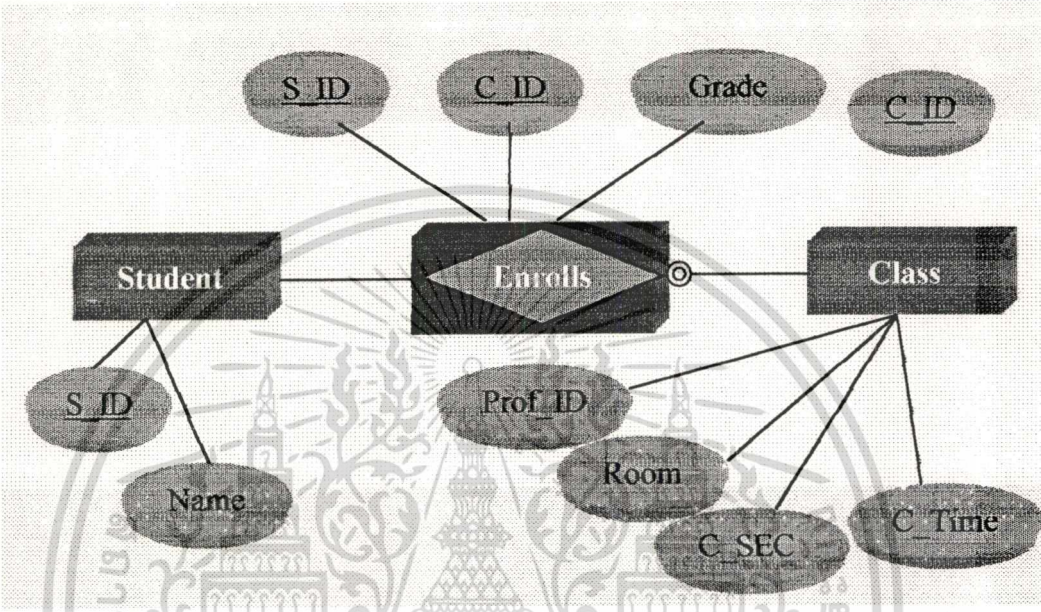 S_ID
C_ID
Grade
C_ID
Student
Enrolls
Class
S_ID
Prof_ID
Name
Room
C_SEC
C_Time